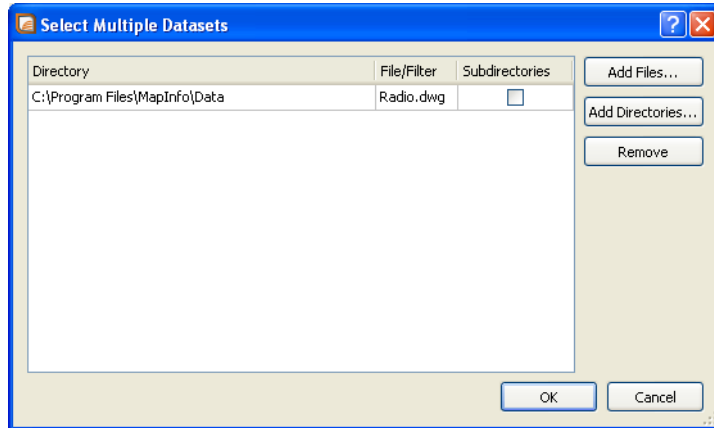 Select Multiple Datasets
Directory File/Filter Subdirectories
C:\Program Files\MapInfo\Data Radio.dwg
Add Files...
Add Directories...
Remove
OK Cancel